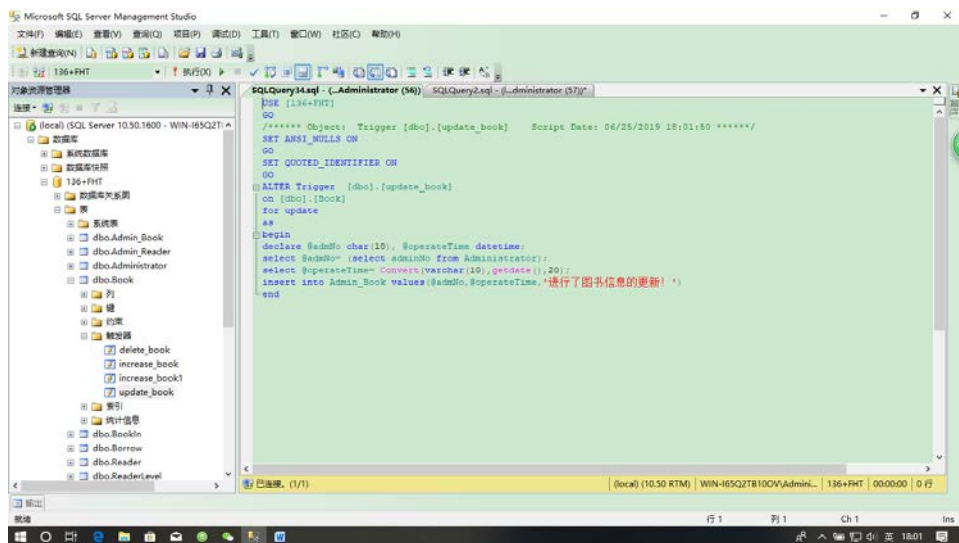 Microsoft SQL Server Management Studio
文件(F) 编辑(E) 查看(V) 查询(Q) 项目(P) 调试(D) 工具(T) 窗口(W) 社区(C) 帮助(H)
新建查询(N)
136+FHT 执行(X)
对象资源管理器
连接
(local) (SQL Server 10.50.1600 - WIN-I65Q2T
数据库
系统数据库
数据库快照
136+FHT
数据库关系图
表
系统表
dbo.Admin_Book
dbo.Admin_Reader
dbo.Administrator
dbo.Book
列
键
约束
触发器
delete_book
increase_book
increase_book1
update_book
索引
统计信息
dbo.BookIn
dbo.Borrow
dbo.Reader
dbo.ReaderLevel
SQLQuery34.sql - (...Administrator (56)) SQLQuery2.sql - (l...dministrator (57))*
USE [136+FHT]
GO
/****** Object: Trigger [dbo].[update_book] Script Date: 06/25/2019 18:01:50 ******/
SET ANSI_NULLS ON
GO
SET QUOTED_IDENTIFIER ON
GO
ALTER Trigger [dbo].[update_book]
on [dbo].[Book]
for update
as
begin
declare @admNo char(10), @operateTime datetime;
select @admNo= (select adminNo from Administrator);
select @operateTime= Convert(varchar(10),getdate(),20);
insert into Admin_Book values(@admNo,@operateTime,'进行了图书信息的更新！')
end
已连接。(1/1) (local) (10.50 RTM) WIN-I65Q2TB10OV\Admini... 136+FHT 00:00:00 0 行
输出
就绪 行 1 列 1 Ch 1 Ins
英 18:01